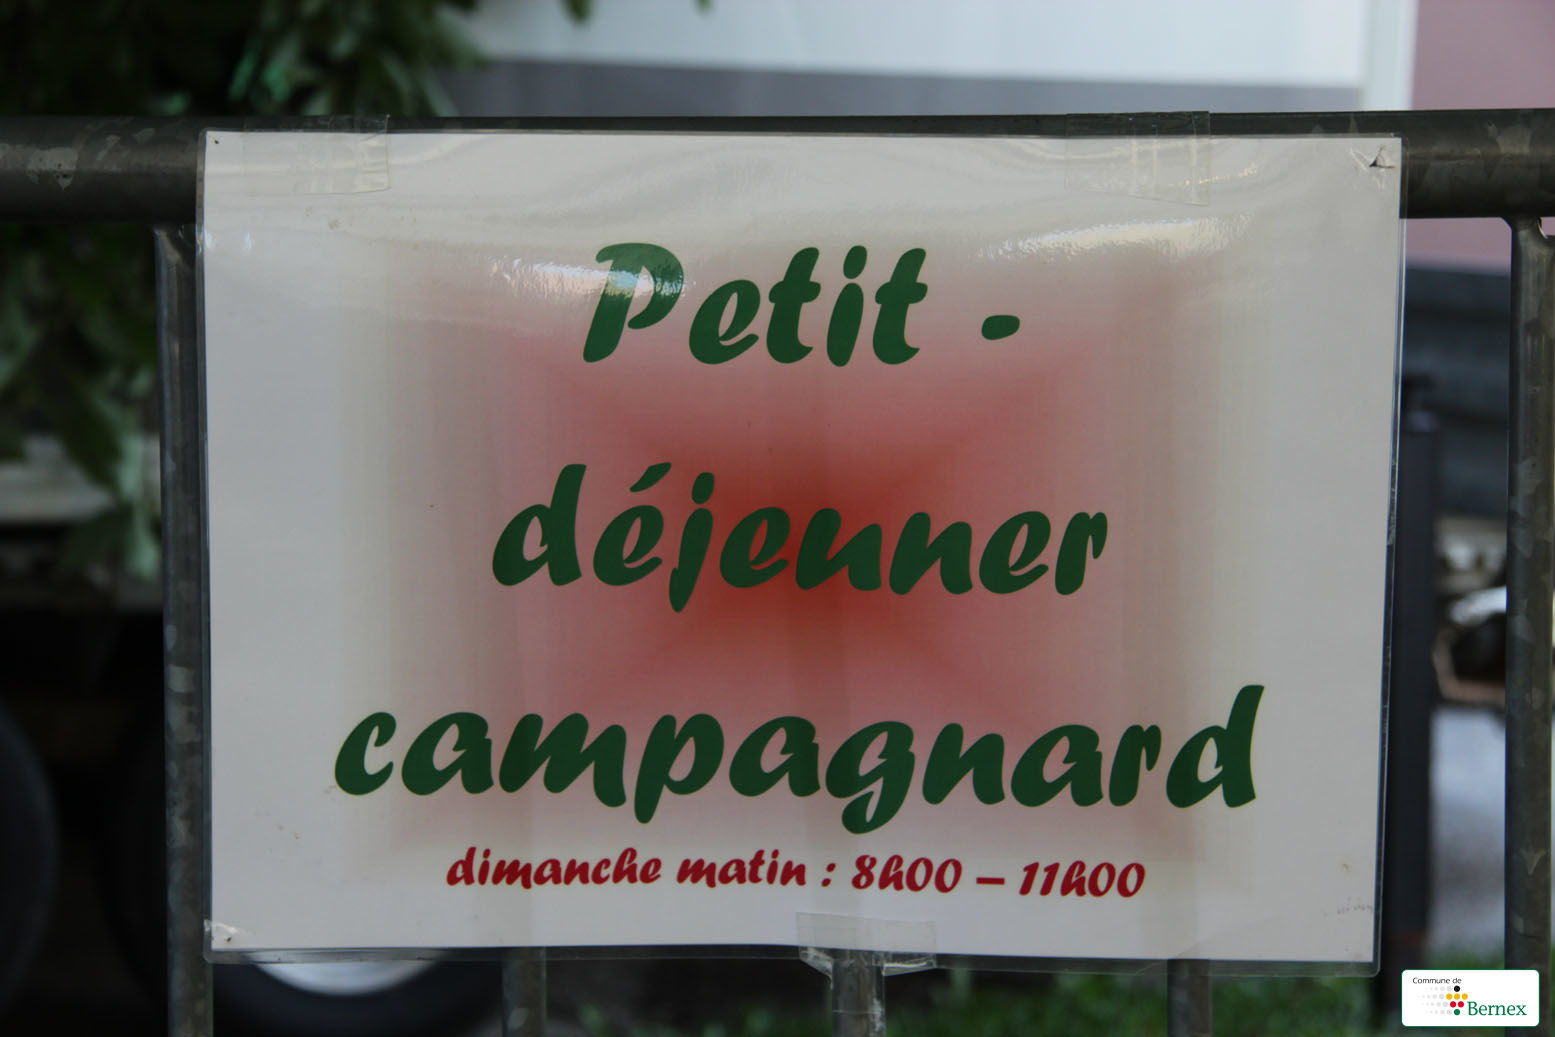 Petit -
déjeuner
campagnard
dimanche matin : 8h00 – 11h00
Commune de
Bernex